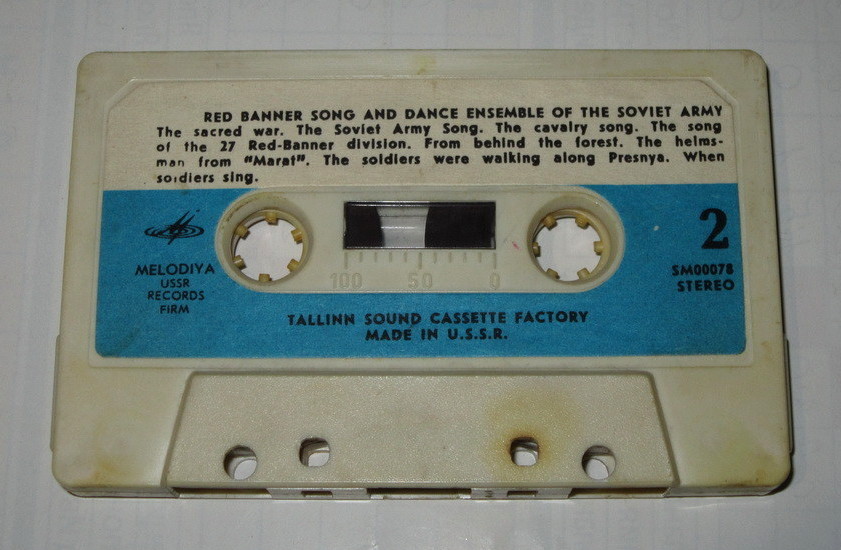 RED BANNER SONG AND DANCE ENSEMBLE OF THE SOVIET ARMY
The sacred war. The Soviet Army Song. The cavalry song. The song
of the 27 Red-Banner division. From behind the forest. The helms-
man from "Marat". The soldiers were walking along Presnya. When
soldiers sing.
2
MELODIYA
USSR
RECORDS
FIRM
SM00078
STEREO
100 50 0
TALLINN SOUND CASSETTE FACTORY
MADE IN U.S.S.R.